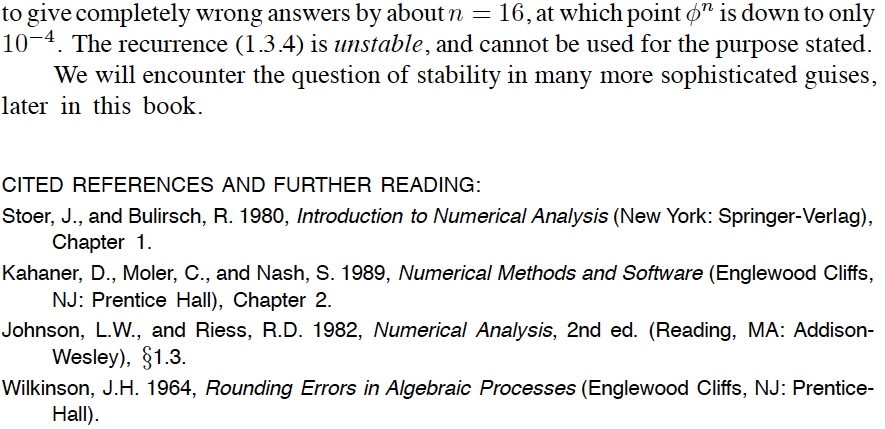 to give completely wrong answers by about n = 16, at which point ϕⁿ is down to only
10⁻⁴. The recurrence (1.3.4) is unstable, and cannot be used for the purpose stated.
We will encounter the question of stability in many more sophisticated guises,
later in this book.
CITED REFERENCES AND FURTHER READING:
Stoer, J., and Bulirsch, R. 1980, Introduction to Numerical Analysis (New York: Springer-Verlag),
Chapter 1.
Kahaner, D., Moler, C., and Nash, S. 1989, Numerical Methods and Software (Englewood Cliffs,
NJ: Prentice Hall), Chapter 2.
Johnson, L.W., and Riess, R.D. 1982, Numerical Analysis, 2nd ed. (Reading, MA: Addison-
Wesley), §1.3.
Wilkinson, J.H. 1964, Rounding Errors in Algebraic Processes (Englewood Cliffs, NJ: Prentice-
Hall).